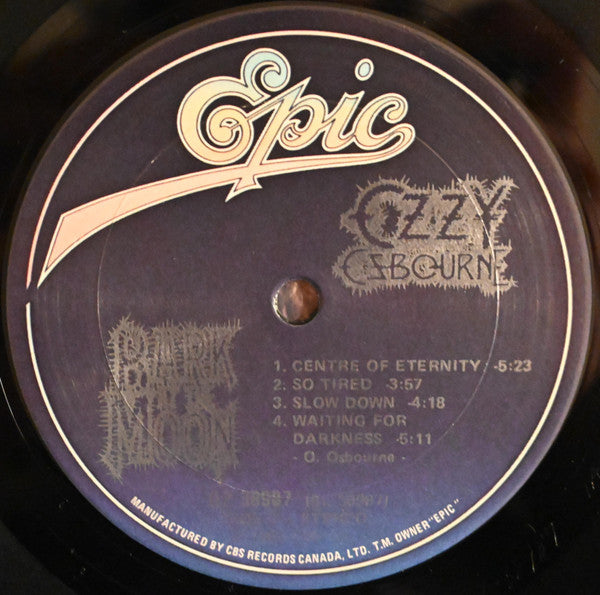 Epic
OZZY
OSBOURNE
BARK
AT THE
MOON
1. CENTRE OF ETERNITY -5:23
2. SO TIRED -3:57
3. SLOW DOWN -4:18
4. WAITING FOR
DARKNESS -5:11
- O. Osbourne -
MANUFACTURED BY CBS RECORDS CANADA, LTD. T.M. OWNER "EPIC"